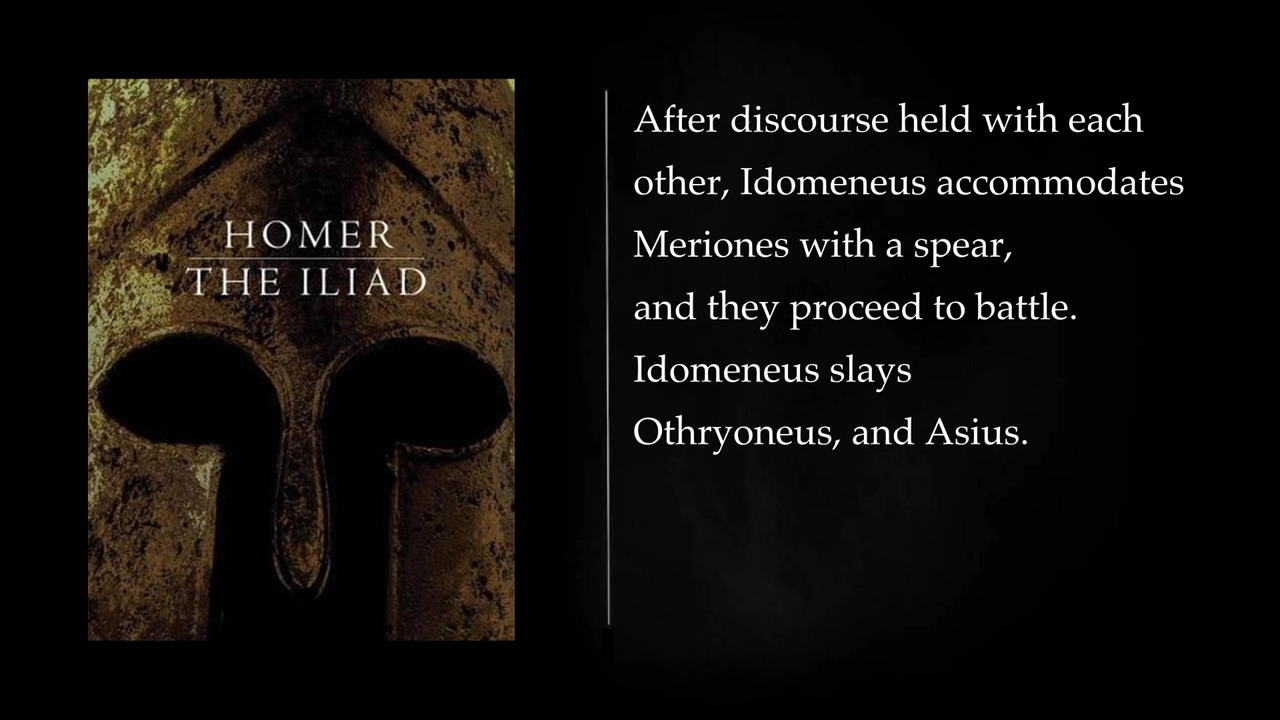 HOMER
THE ILIAD
After discourse held with each
other, Idomeneus accommodates
Meriones with a spear,
and they proceed to battle.
Idomeneus slays
Othryoneus, and Asius.